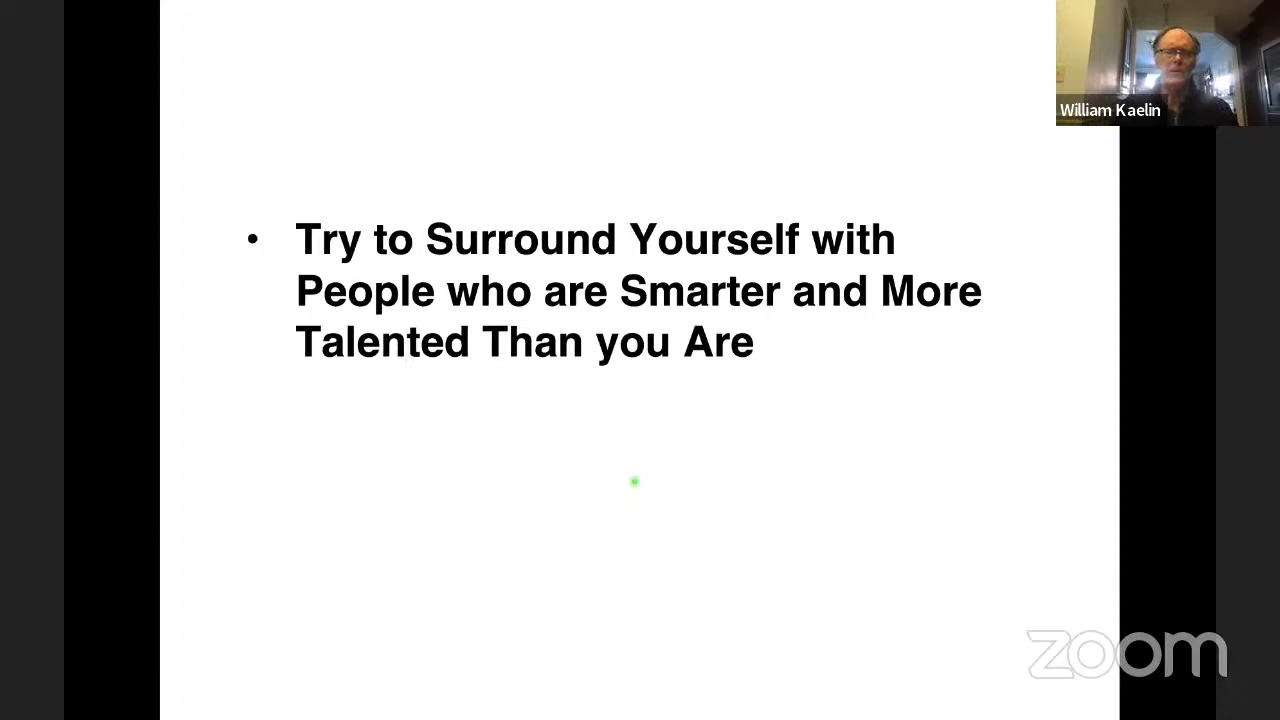 William Kaelin
• Try to Surround Yourself with
People who are Smarter and More
Talented Than you Are
zoom